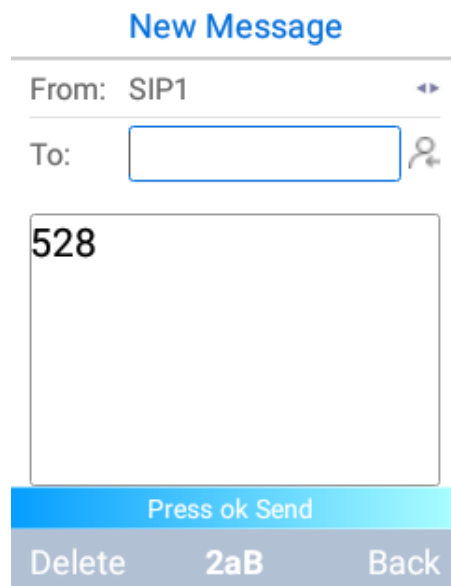 New Message
From: SIP1
To:
528
Press ok Send
Delete 2aB Back